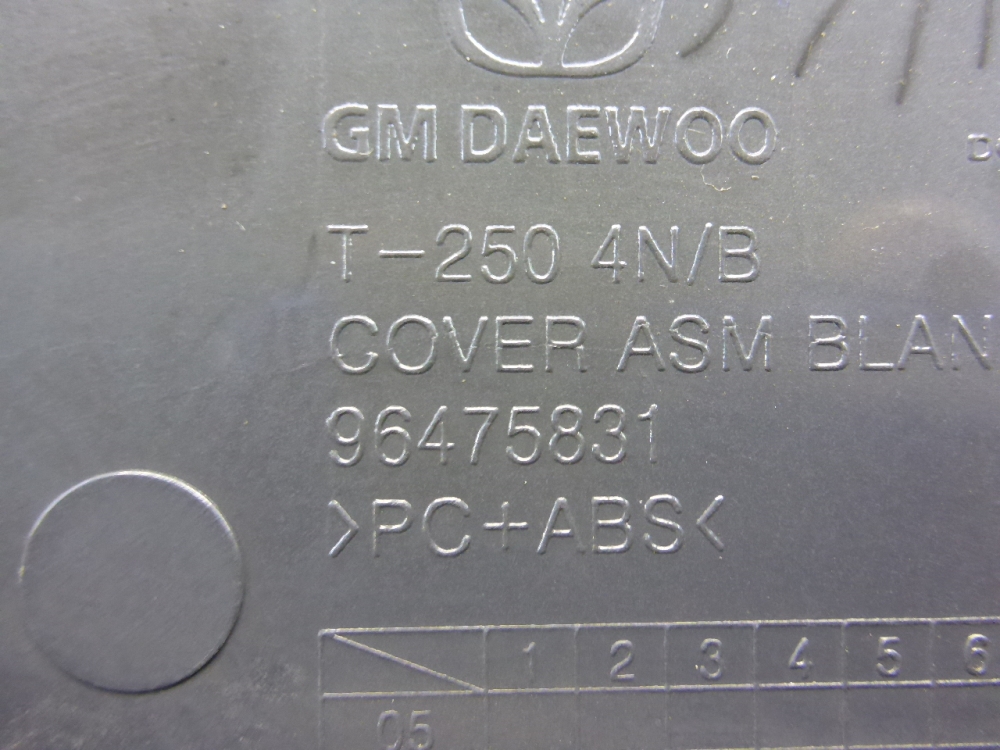 GM DAEWOO
T-250 4N/B
COVER ASM BLAN
96475831
>PC+ABS<
1 2 3 4 5 6
05